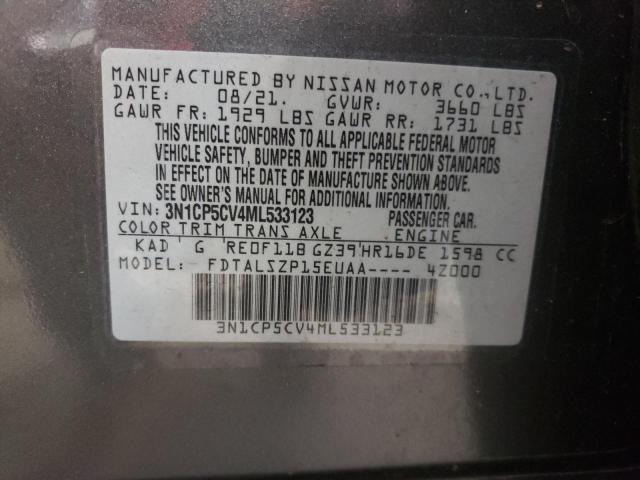 MANUFACTURED BY NISSAN MOTOR CO.,LTD.
DATE: 08/21. GVWR: 3660 LBS
GAWR FR: 1929 LBS GAWR RR: 1731 LBS
THIS VEHICLE CONFORMS TO ALL APPLICABLE FEDERAL MOTOR
VEHICLE SAFETY, BUMPER AND THEFT PREVENTION STANDARDS
IN EFFECT ON THE DATE OF MANUFACTURE SHOWN ABOVE.
SEE OWNER'S MANUAL FOR ADDITIONAL INFORMATION.
VIN: 3N1CP5CV4ML533123 PASSENGER CAR.
COLOR TRIM TRANS AXLE ENGINE
KAD G RE0F11B GZ39 HR16DE 1598 CC
MODEL: FDTALSZP15EUAA---- 4Z000
3N1CP5CV4ML533123